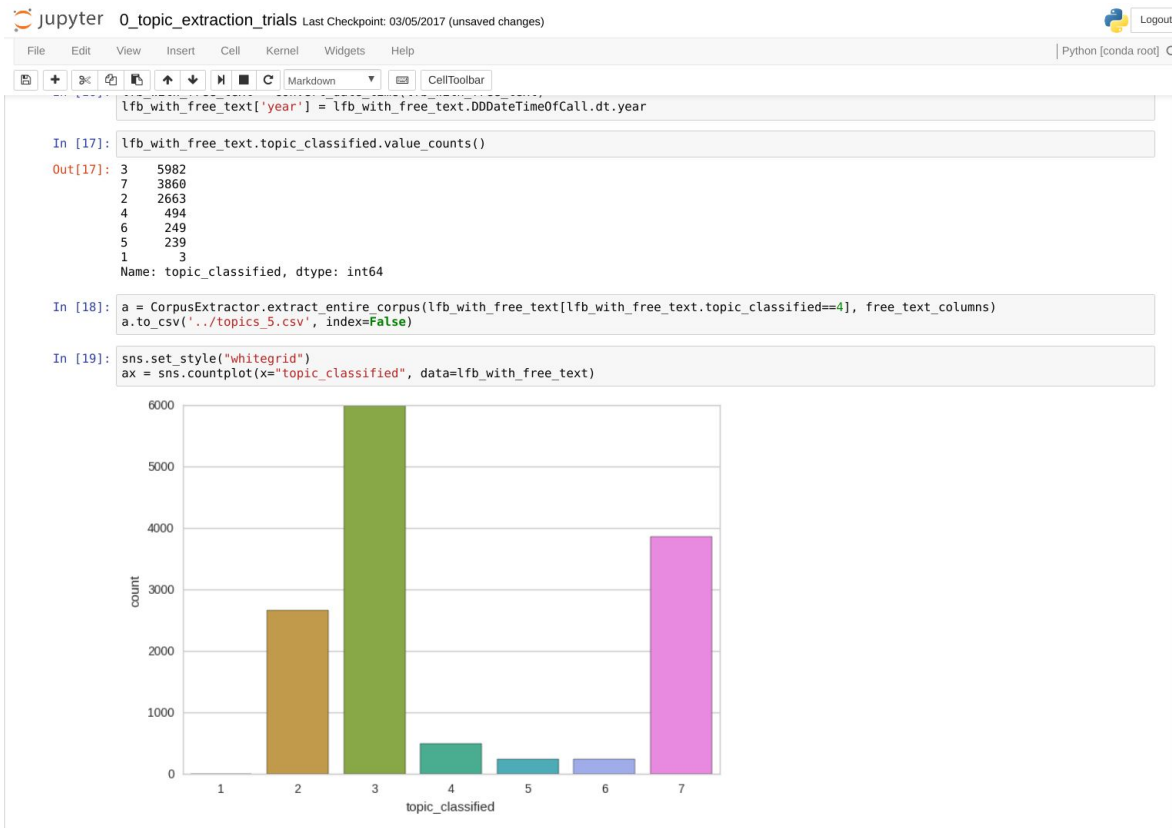 jupyter 0_topic_extraction_trials Last Checkpoint: 03/05/2017 (unsaved changes)
Logout
File Edit View Insert Cell Kernel Widgets Help
Python [conda root]
Markdown
CellToolbar
lfb_with_free_text['year'] = lfb_with_free_text.DDDateTimeOfCall.dt.year
In [17]: lfb_with_free_text.topic_classified.value_counts()
Out[17]: 3 5982
7 3860
2 2663
4 494
6 249
5 239
1 3
Name: topic_classified, dtype: int64
In [18]: a = CorpusExtractor.extract_entire_corpus(lfb_with_free_text[lfb_with_free_text.topic_classified==4], free_text_columns)
a.to_csv('../topics_5.csv', index=False)
In [19]: sns.set_style("whitegrid")
ax = sns.countplot(x="topic_classified", data=lfb_with_free_text)
6000
5000
4000
3000
2000
1000
0
count
1 2 3 4 5 6 7
topic_classified